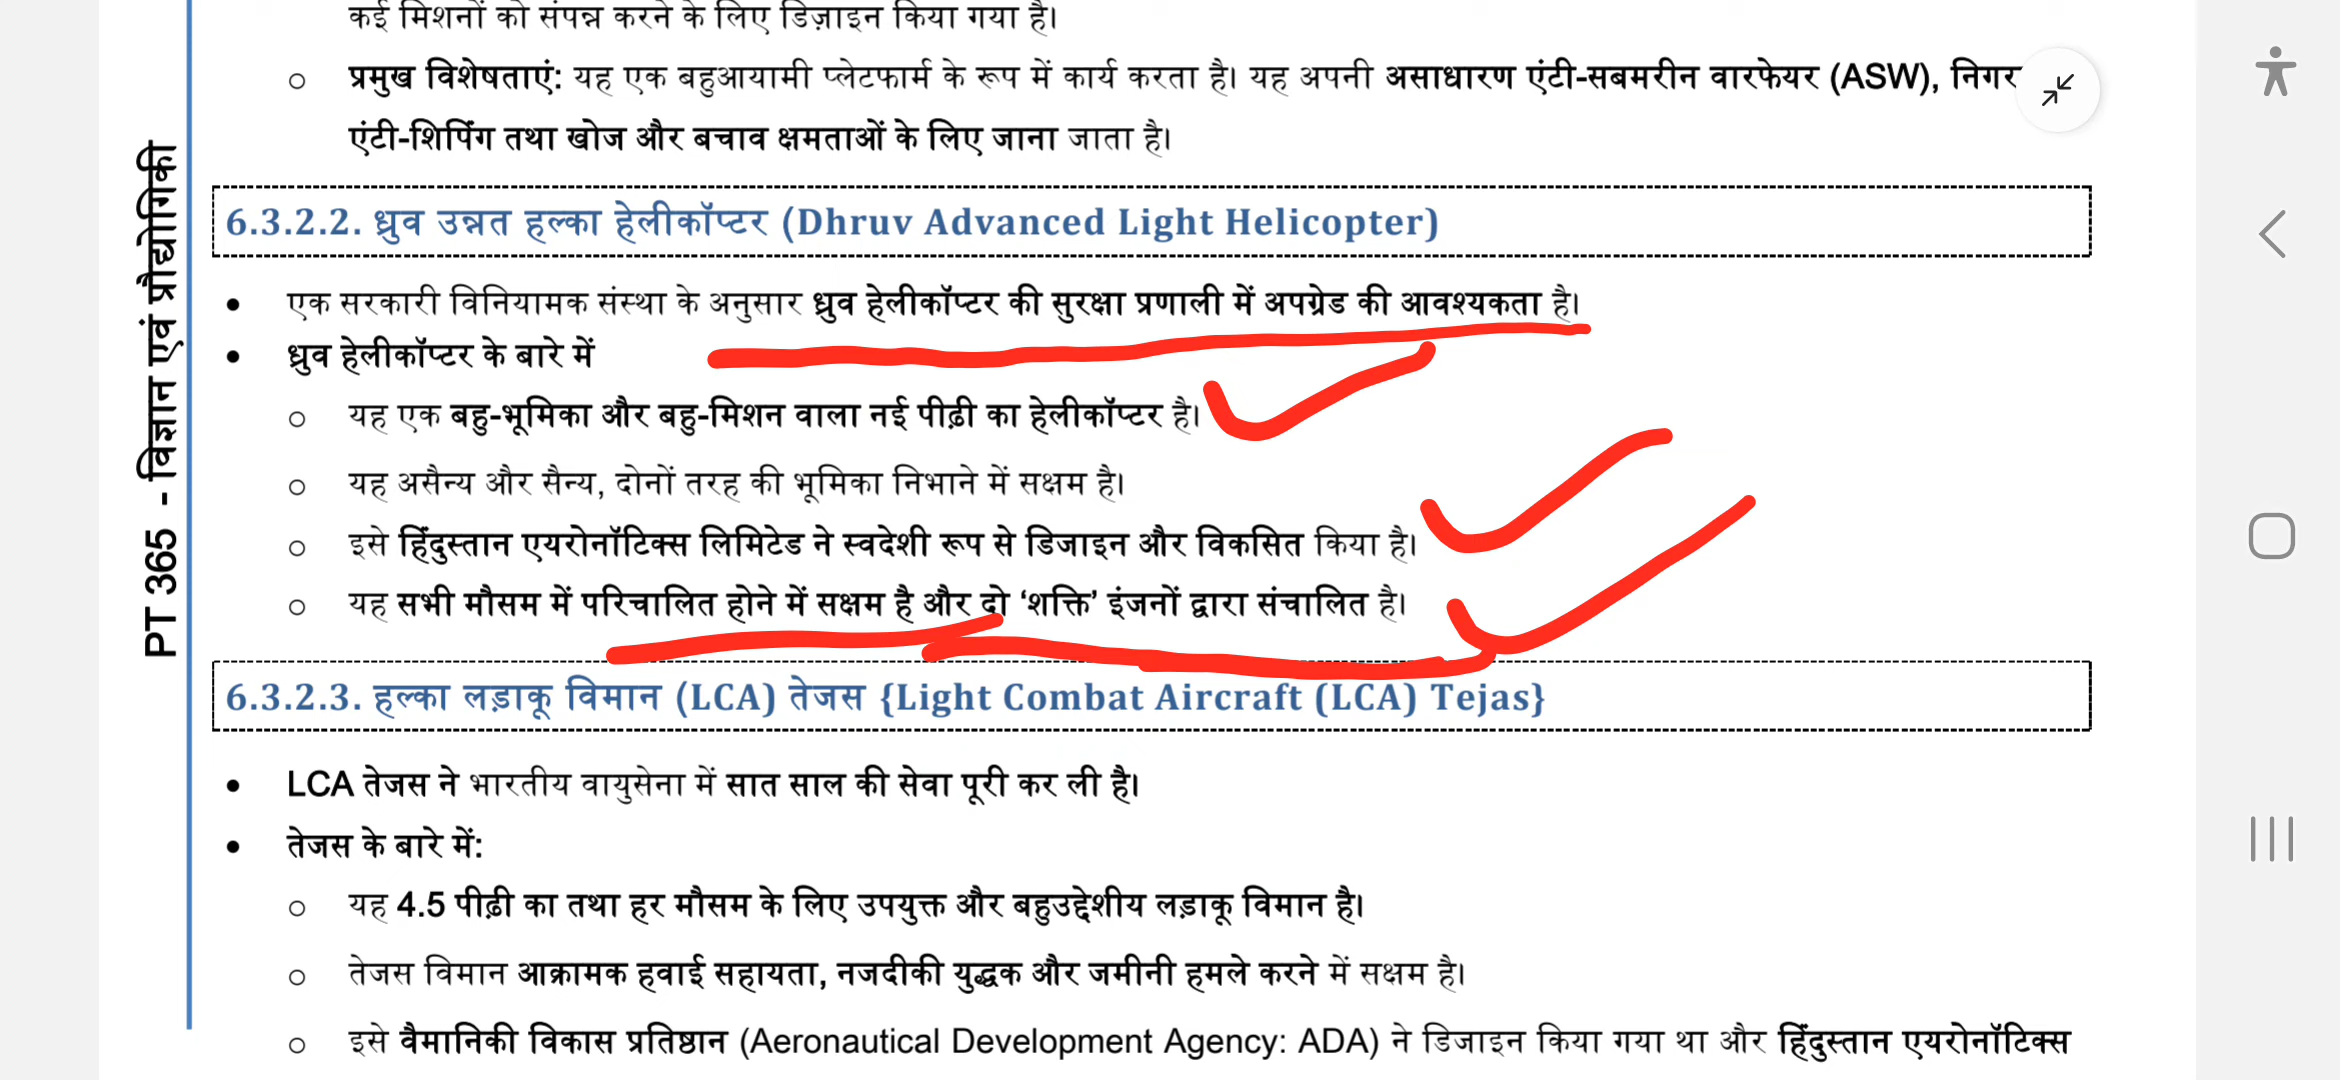 कई मिशनों को संपन्न करने के लिए डिज़ाइन किया गया है।
○ प्रमुख विशेषताएं: यह एक बहुआयामी प्लेटफार्म के रूप में कार्य करता है। यह अपनी असाधारण एंटी-सबमरीन वारफेयर (ASW),
एंटी-शिपिंग तथा खोज और बचाव क्षमताओं के लिए जाना जाता है।
6.3.2.2. ध्रुव उन्नत हल्का हेलीकॉप्टर (Dhruv Advanced Light Helicopter)
• एक सरकारी विनियामक संस्था के अनुसार ध्रुव हेलीकॉप्टर की सुरक्षा प्रणाली में अपग्रेड की आवश्यकता है।
• ध्रुव हेलीकॉप्टर के बारे में
○ यह एक बहु-भूमिका और बहु-मिशन वाला नई पीढ़ी का हेलीकॉप्टर है।
○ यह असैन्य और सैन्य, दोनों तरह की भूमिका निभाने में सक्षम है।
○ इसे हिंदुस्तान एयरोनॉटिक्स लिमिटेड ने स्वदेशी रूप से डिजाइन और विकसित किया है।
○ यह सभी मौसम में परिचालित होने में सक्षम है और दो ‘शक्ति’ इंजनों द्वारा संचालित है।
6.3.2.3. हल्का लड़ाकू विमान (LCA) तेजस {Light Combat Aircraft (LCA) Tejas}
• LCA तेजस ने भारतीय वायुसेना में सात साल की सेवा पूरी कर ली है।
• तेजस के बारे में:
○ यह 4.5 पीढ़ी का तथा हर मौसम के लिए उपयुक्त और बहुउद्देशीय लड़ाकू विमान है।
○ तेजस विमान आक्रामक हवाई सहायता, नजदीकी युद्धक और जमीनी हमले करने में सक्षम है।
○ इसे वैमानिकी विकास प्रतिष्ठान (Aeronautical Development Agency: ADA) ने डिजाइन किया गया था और हिंदुस्तान एयरोनॉटिक्स
PT 365 - विज्ञान एवं प्रौद्योगिकी